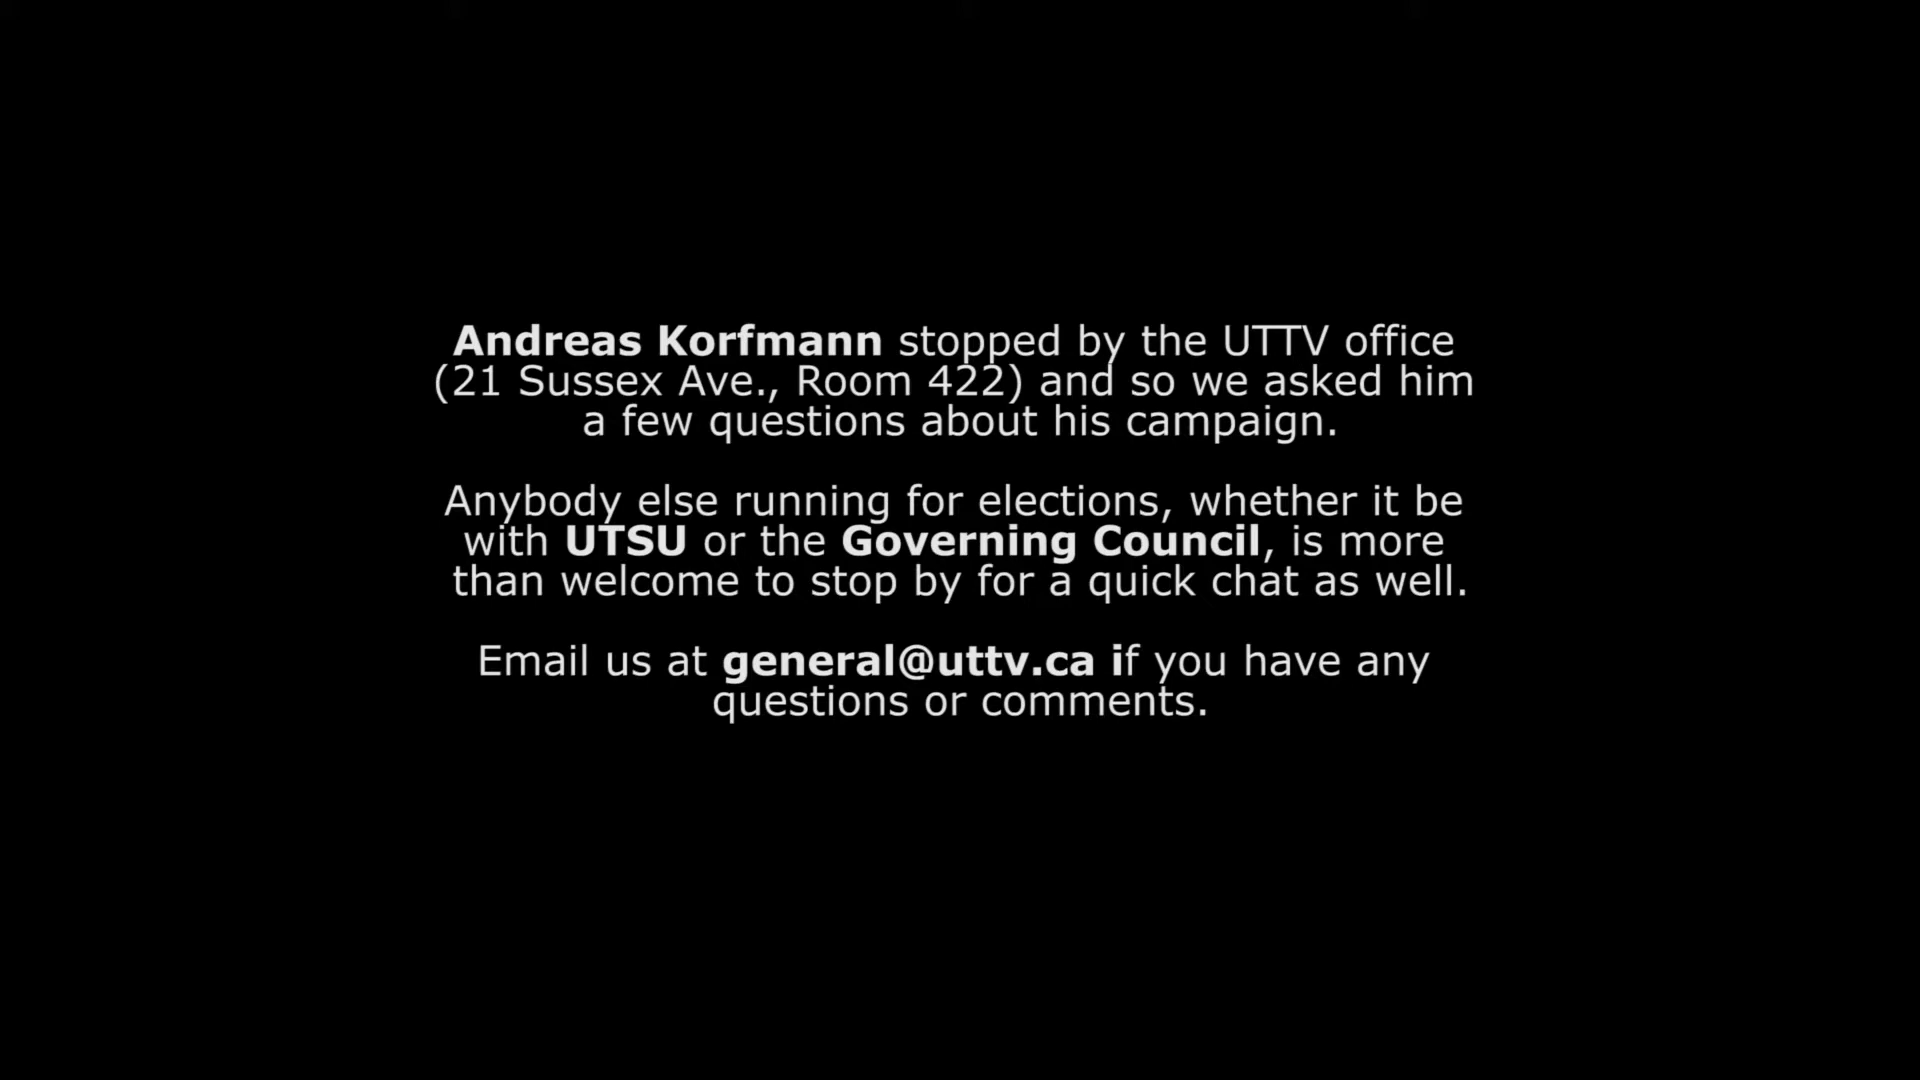 Andreas Korfmann stopped by the UTTV office
(21 Sussex Ave., Room 422) and so we asked him
a few questions about his campaign.
Anybody else running for elections, whether it be
with UTSU or the Governing Council, is more
than welcome to stop by for a quick chat as well.
Email us at general@uttv.ca if you have any
questions or comments.